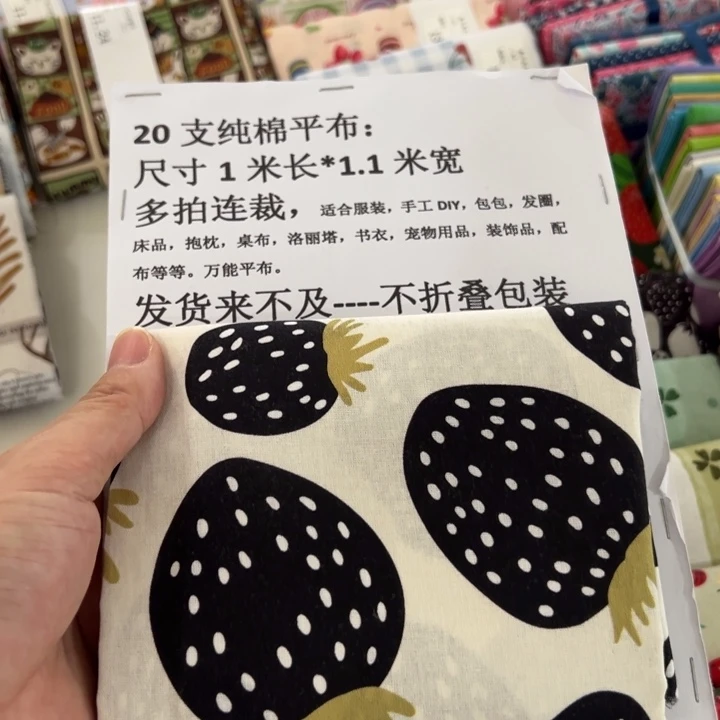 20 支纯棉平布：
尺寸 1 米长*1.1 米宽
多拍连裁，适合服装，手工 DIY，包包，发圈，
床品，抱枕，桌布，洛丽塔，书衣，宠物用品，装饰品，配
布等等。万能平布。
发货来不及----不折叠包装